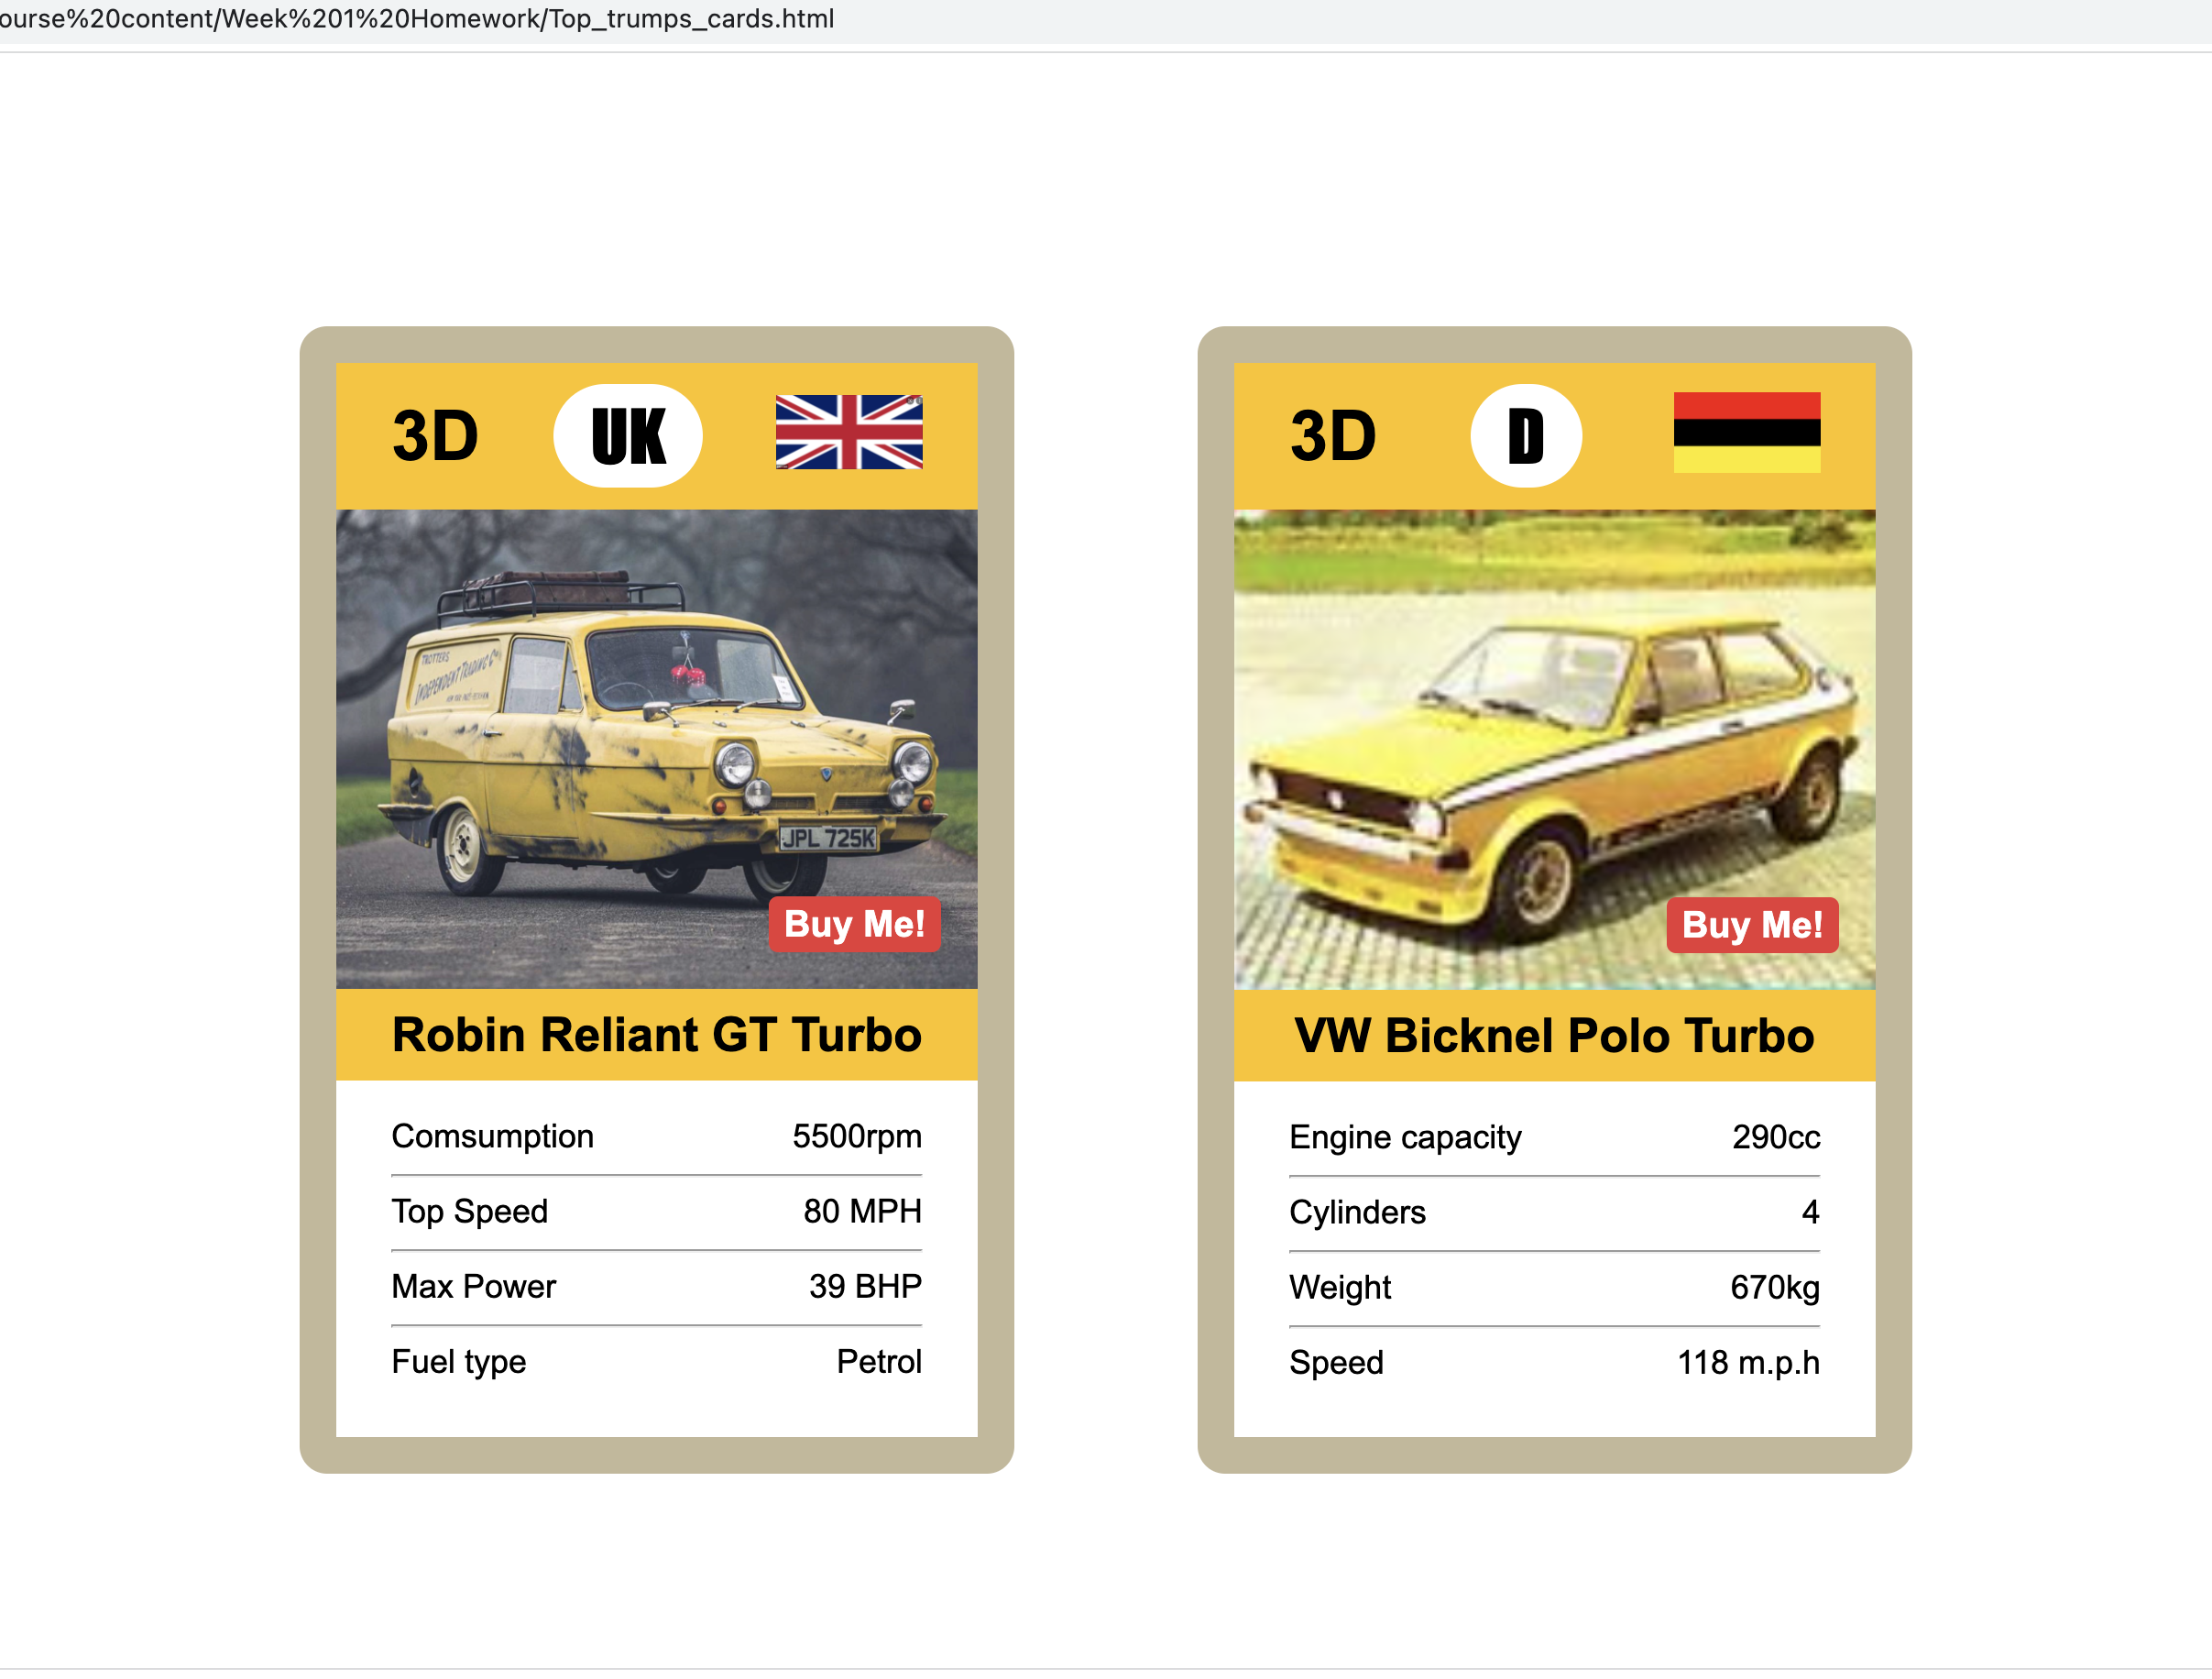 ourse%20content/Week%201%20Homework/Top_trumps_cards.html
3D UK
TROTTERS
INDEPENDENT TRADING Co
JPL 725K
Buy Me!
Robin Reliant GT Turbo
Comsumption 5500rpm
Top Speed 80 MPH
Max Power 39 BHP
Fuel type Petrol
3D D
Buy Me!
VW Bicknel Polo Turbo
Engine capacity 290cc
Cylinders 4
Weight 670kg
Speed 118 m.p.h